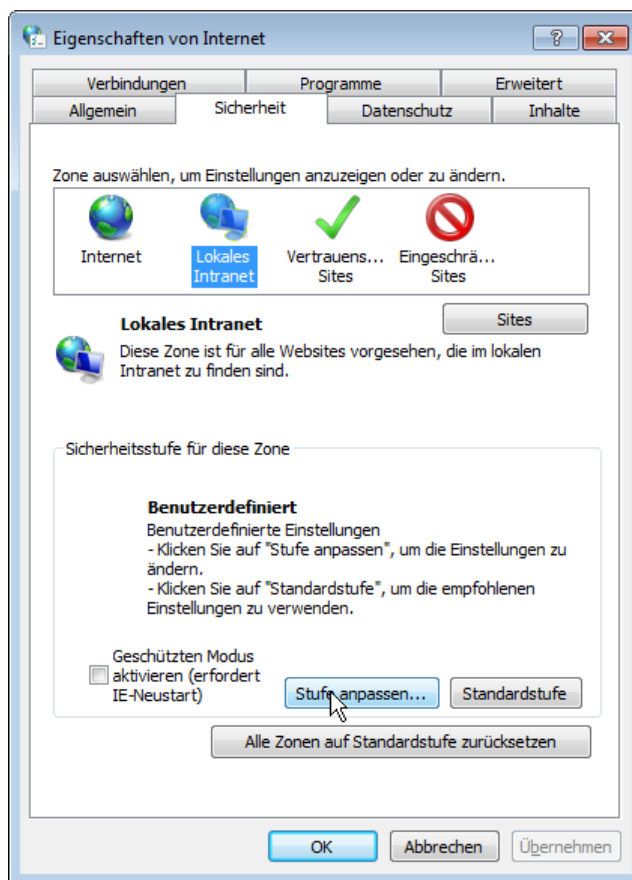 Eigenschaften von Internet
Verbindungen Programme Erweitert
Allgemein Sicherheit Datenschutz Inhalte
Zone auswählen, um Einstellungen anzuzeigen oder zu ändern.
Internet Lokales Intranet Vertrauens... Sites Eingeschrä... Sites
Lokales Intranet
Sites
Diese Zone ist für alle Websites vorgesehen, die im lokalen
Intranet zu finden sind.
Sicherheitsstufe für diese Zone
Benutzerdefiniert
Benutzerdefinierte Einstellungen
- Klicken Sie auf "Stufe anpassen", um die Einstellungen zu
ändern.
- Klicken Sie auf "Standardstufe", um die empfohlenen
Einstellungen zu verwenden.
Geschützten Modus
aktivieren (erfordert
IE-Neustart)
Stufe anpassen... Standardstufe
Alle Zonen auf Standardstufe zurücksetzen
OK Abbrechen Übernehmen